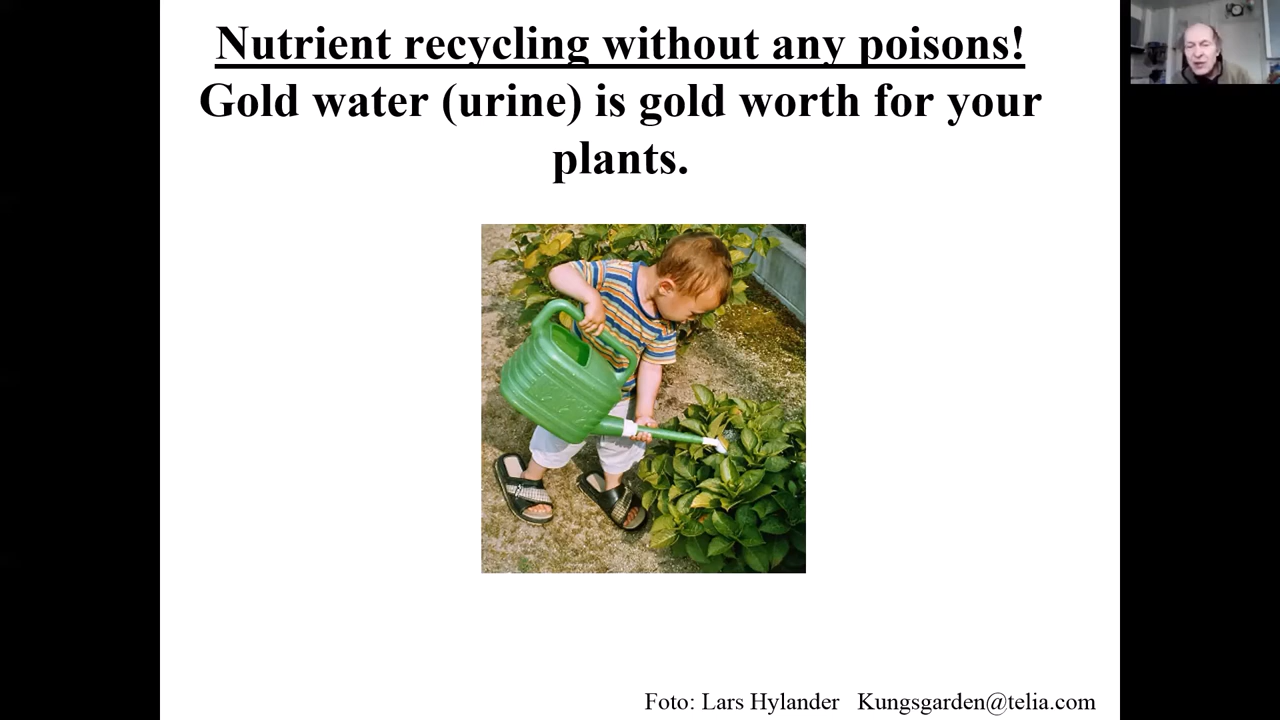 Nutrient recycling without any poisons!
Gold water (urine) is gold worth for your
plants.
Foto: Lars Hylander Kungsgarden@telia.com